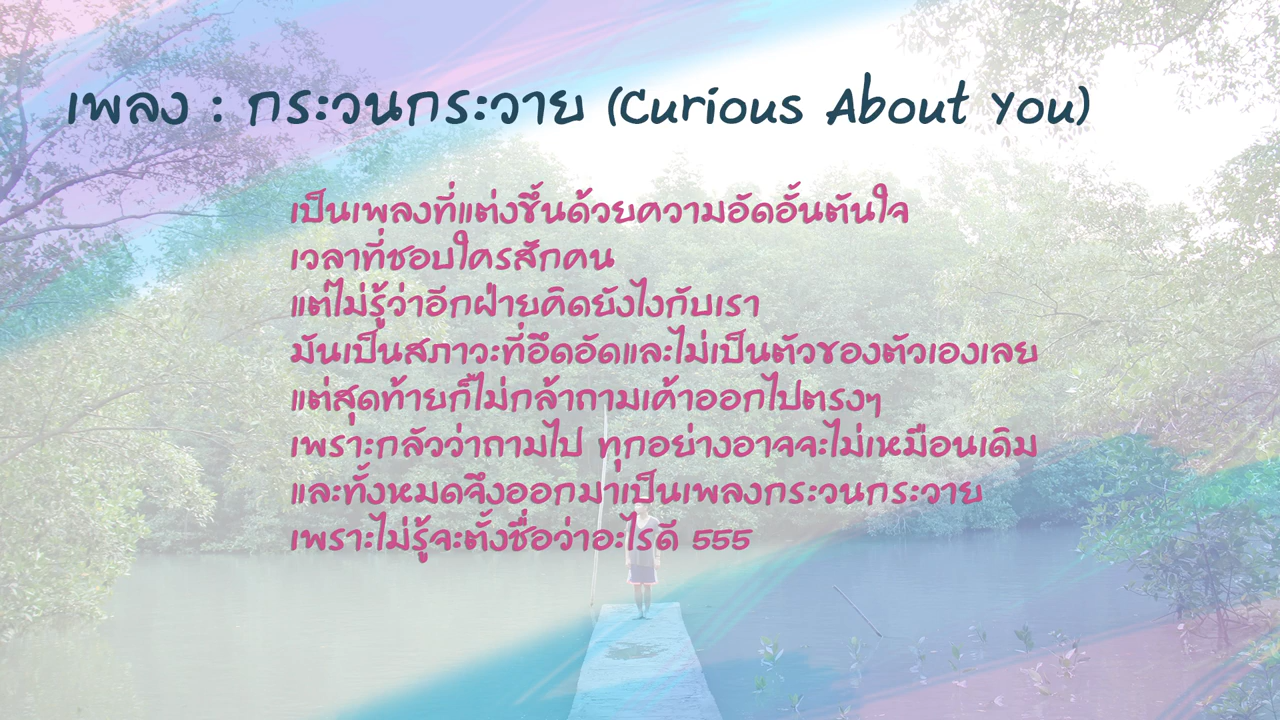 เพลง : กระวนกระวาย (Curious About You)
เป็นเพลงที่แต่งขึ้นด้วยความอัดอั้นตันใจ
เวลาที่ชอบใครสักคน
แต่ไม่รู้ว่าอีกฝ่ายคิดยังไงกับเรา
มันเป็นสภาวะที่อึดอัดและไม่เป็นตัวของตัวเองเลย
แต่สุดท้ายก็ไม่กล้าถามเค้าออกไปตรงๆ
เพราะกลัวว่าถามไป ทุกอย่างอาจจะไม่เหมือนเดิม
และทั้งหมดจึงออกมาเป็นเพลงกระวนกระวาย
เพราะไม่รู้จะตั้งชื่อว่าอะไรดี 555